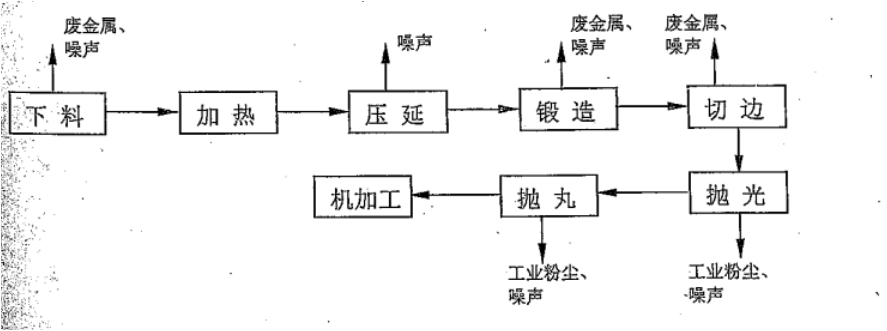 废金属、
噪声
噪声
废金属、
噪声
废金属、
噪声
下料
加热
压延
锻造
切边
机加工
抛丸
抛光
工业粉尘、
噪声
工业粉尘、
噪声